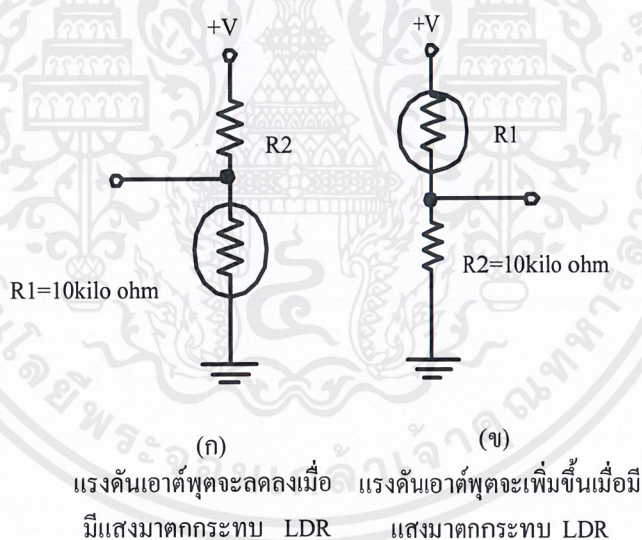 +V
+V
R2
R1
R1=10kilo ohm
R2=10kilo ohm
(ก)
(ข)
แรงดันเอาต์พุตจะลดลงเมื่อ
มีแสงมาตกกระทบ LDR
แรงดันเอาต์พุตจะเพิ่มขึ้นเมื่อมี
แสงมาตกกระทบ LDR